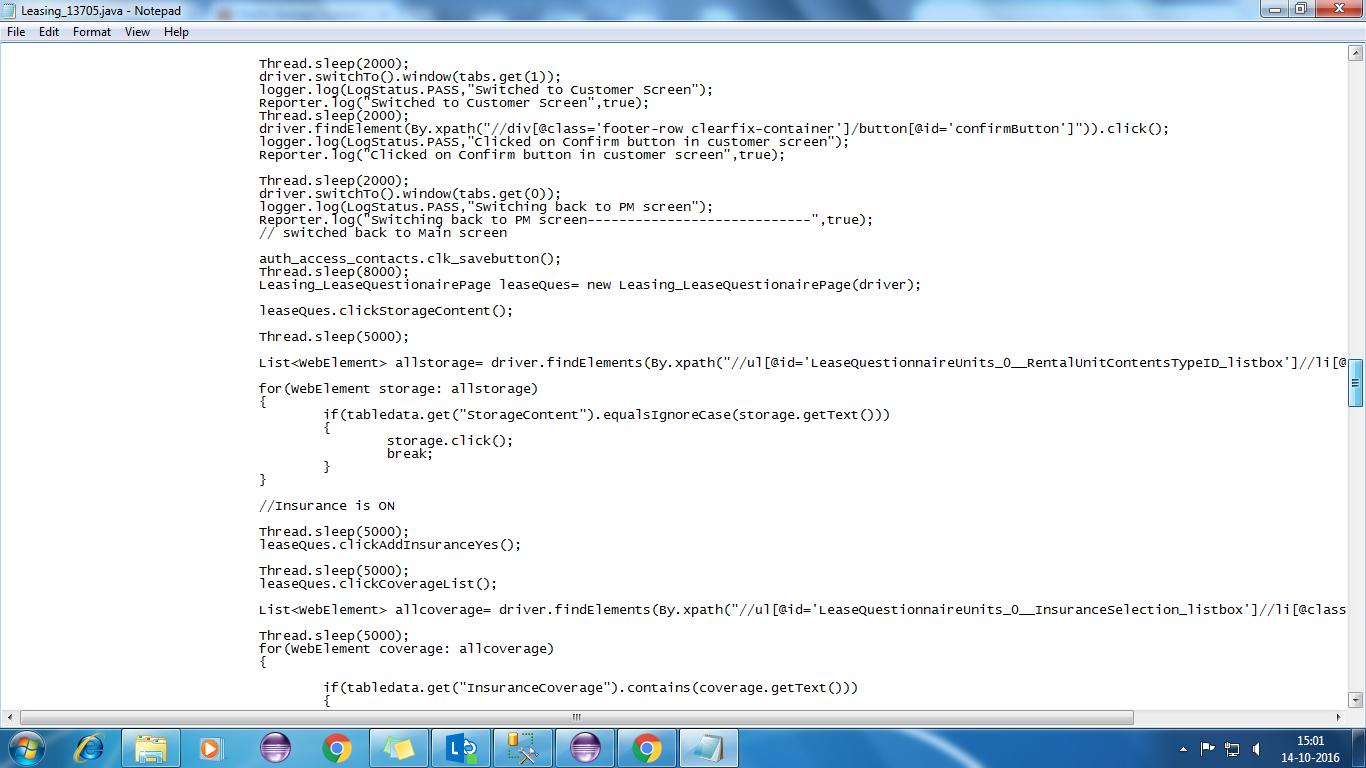 Leasing_13705.java - Notepad
File Edit Format View Help
Thread.sleep(2000);
driver.switchTo().window(tabs.get(1));
logger.log(LogStatus.PASS,"Switched to Customer Screen");
Reporter.log("Switched to Customer Screen",true);
Thread.sleep(2000);
driver.findElement(By.xpath("//div[@class='footer-row clearfix-container']/button[@id='confirmButton']")).click();
logger.log(LogStatus.PASS,"Clicked on Confirm button in customer screen");
Reporter.log("Clicked on Confirm button in customer screen",true);
Thread.sleep(2000);
driver.switchTo().window(tabs.get(0));
logger.log(LogStatus.PASS,"Switching back to PM screen");
Reporter.log("Switching back to PM screen----------------------------",true);
// switched back to Main screen
auth_access_contacts.clk_savebutton();
Thread.sleep(8000);
Leasing_LeaseQuestionairePage leaseQues= new Leasing_LeaseQuestionairePage(driver);
leaseQues.clickStorageContent();
Thread.sleep(5000);
List<WebElement> allstorage= driver.findElements(By.xpath("//ul[@id='LeaseQuestionnaireUnits_0__RentalUnitContentsTypeID_listbox']//li[@
for(WebElement storage: allstorage)
{
if(tabledata.get("StorageContent").equalsIgnoreCase(storage.getText()))
{
storage.click();
break;
}
}
//Insurance is ON
Thread.sleep(5000);
leaseQues.clickAddInsuranceYes();
Thread.sleep(5000);
leaseQues.clickCoverageList();
List<WebElement> allcoverage= driver.findElements(By.xpath("//ul[@id='LeaseQuestionnaireUnits_0__InsuranceSelection_listbox']//li[@class
Thread.sleep(5000);
for(WebElement coverage: allcoverage)
{
if(tabledata.get("InsuranceCoverage").contains(coverage.getText()))
{
15:01
14-10-2016